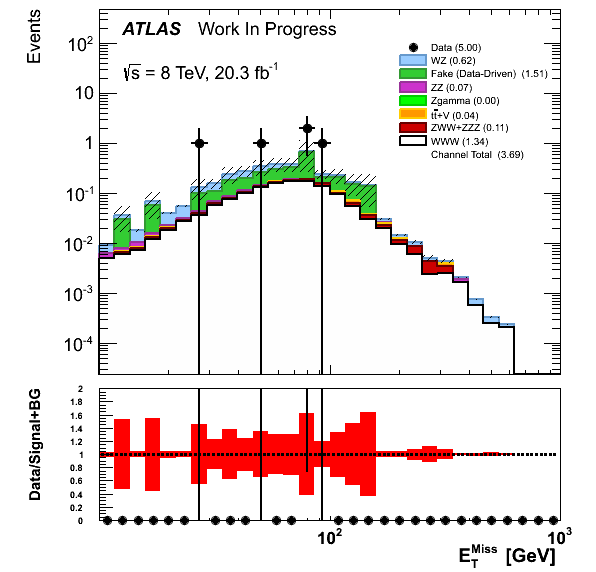 Events
ATLAS Work In Progress
√s = 8 TeV, 20.3 fb⁻¹
Data (5.00)
WZ (0.62)
Fake (Data-Driven) (1.51)
ZZ (0.07)
Zgamma (0.00)
tt̄+V (0.04)
ZWW+ZZZ (0.11)
WWW (1.34)
Channel Total (3.69)
10³
10²
10
1
10⁻¹
10⁻²
10⁻³
10⁻⁴
Data/Signal+BG
2
1.8
1.6
1.4
1.2
1
0.8
0.6
0.4
0.2
0
10²
10³
E_T^Miss [GeV]